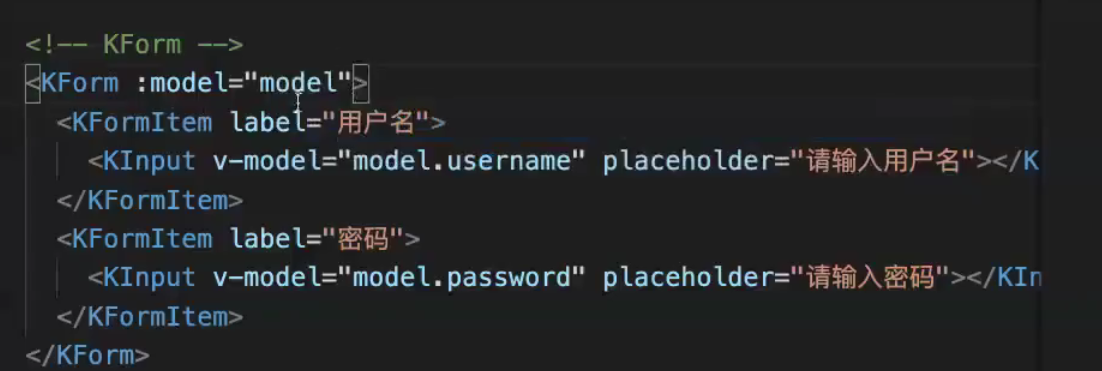 <!-- KForm -->
<KForm :model="model">
<KFormItem label="用户名">
<KInput v-model="model.username" placeholder="请输入用户名"></K
</KFormItem>
<KFormItem label="密码">
<KInput v-model="model.password" placeholder="请输入密码"></KIn
</KFormItem>
</KForm>